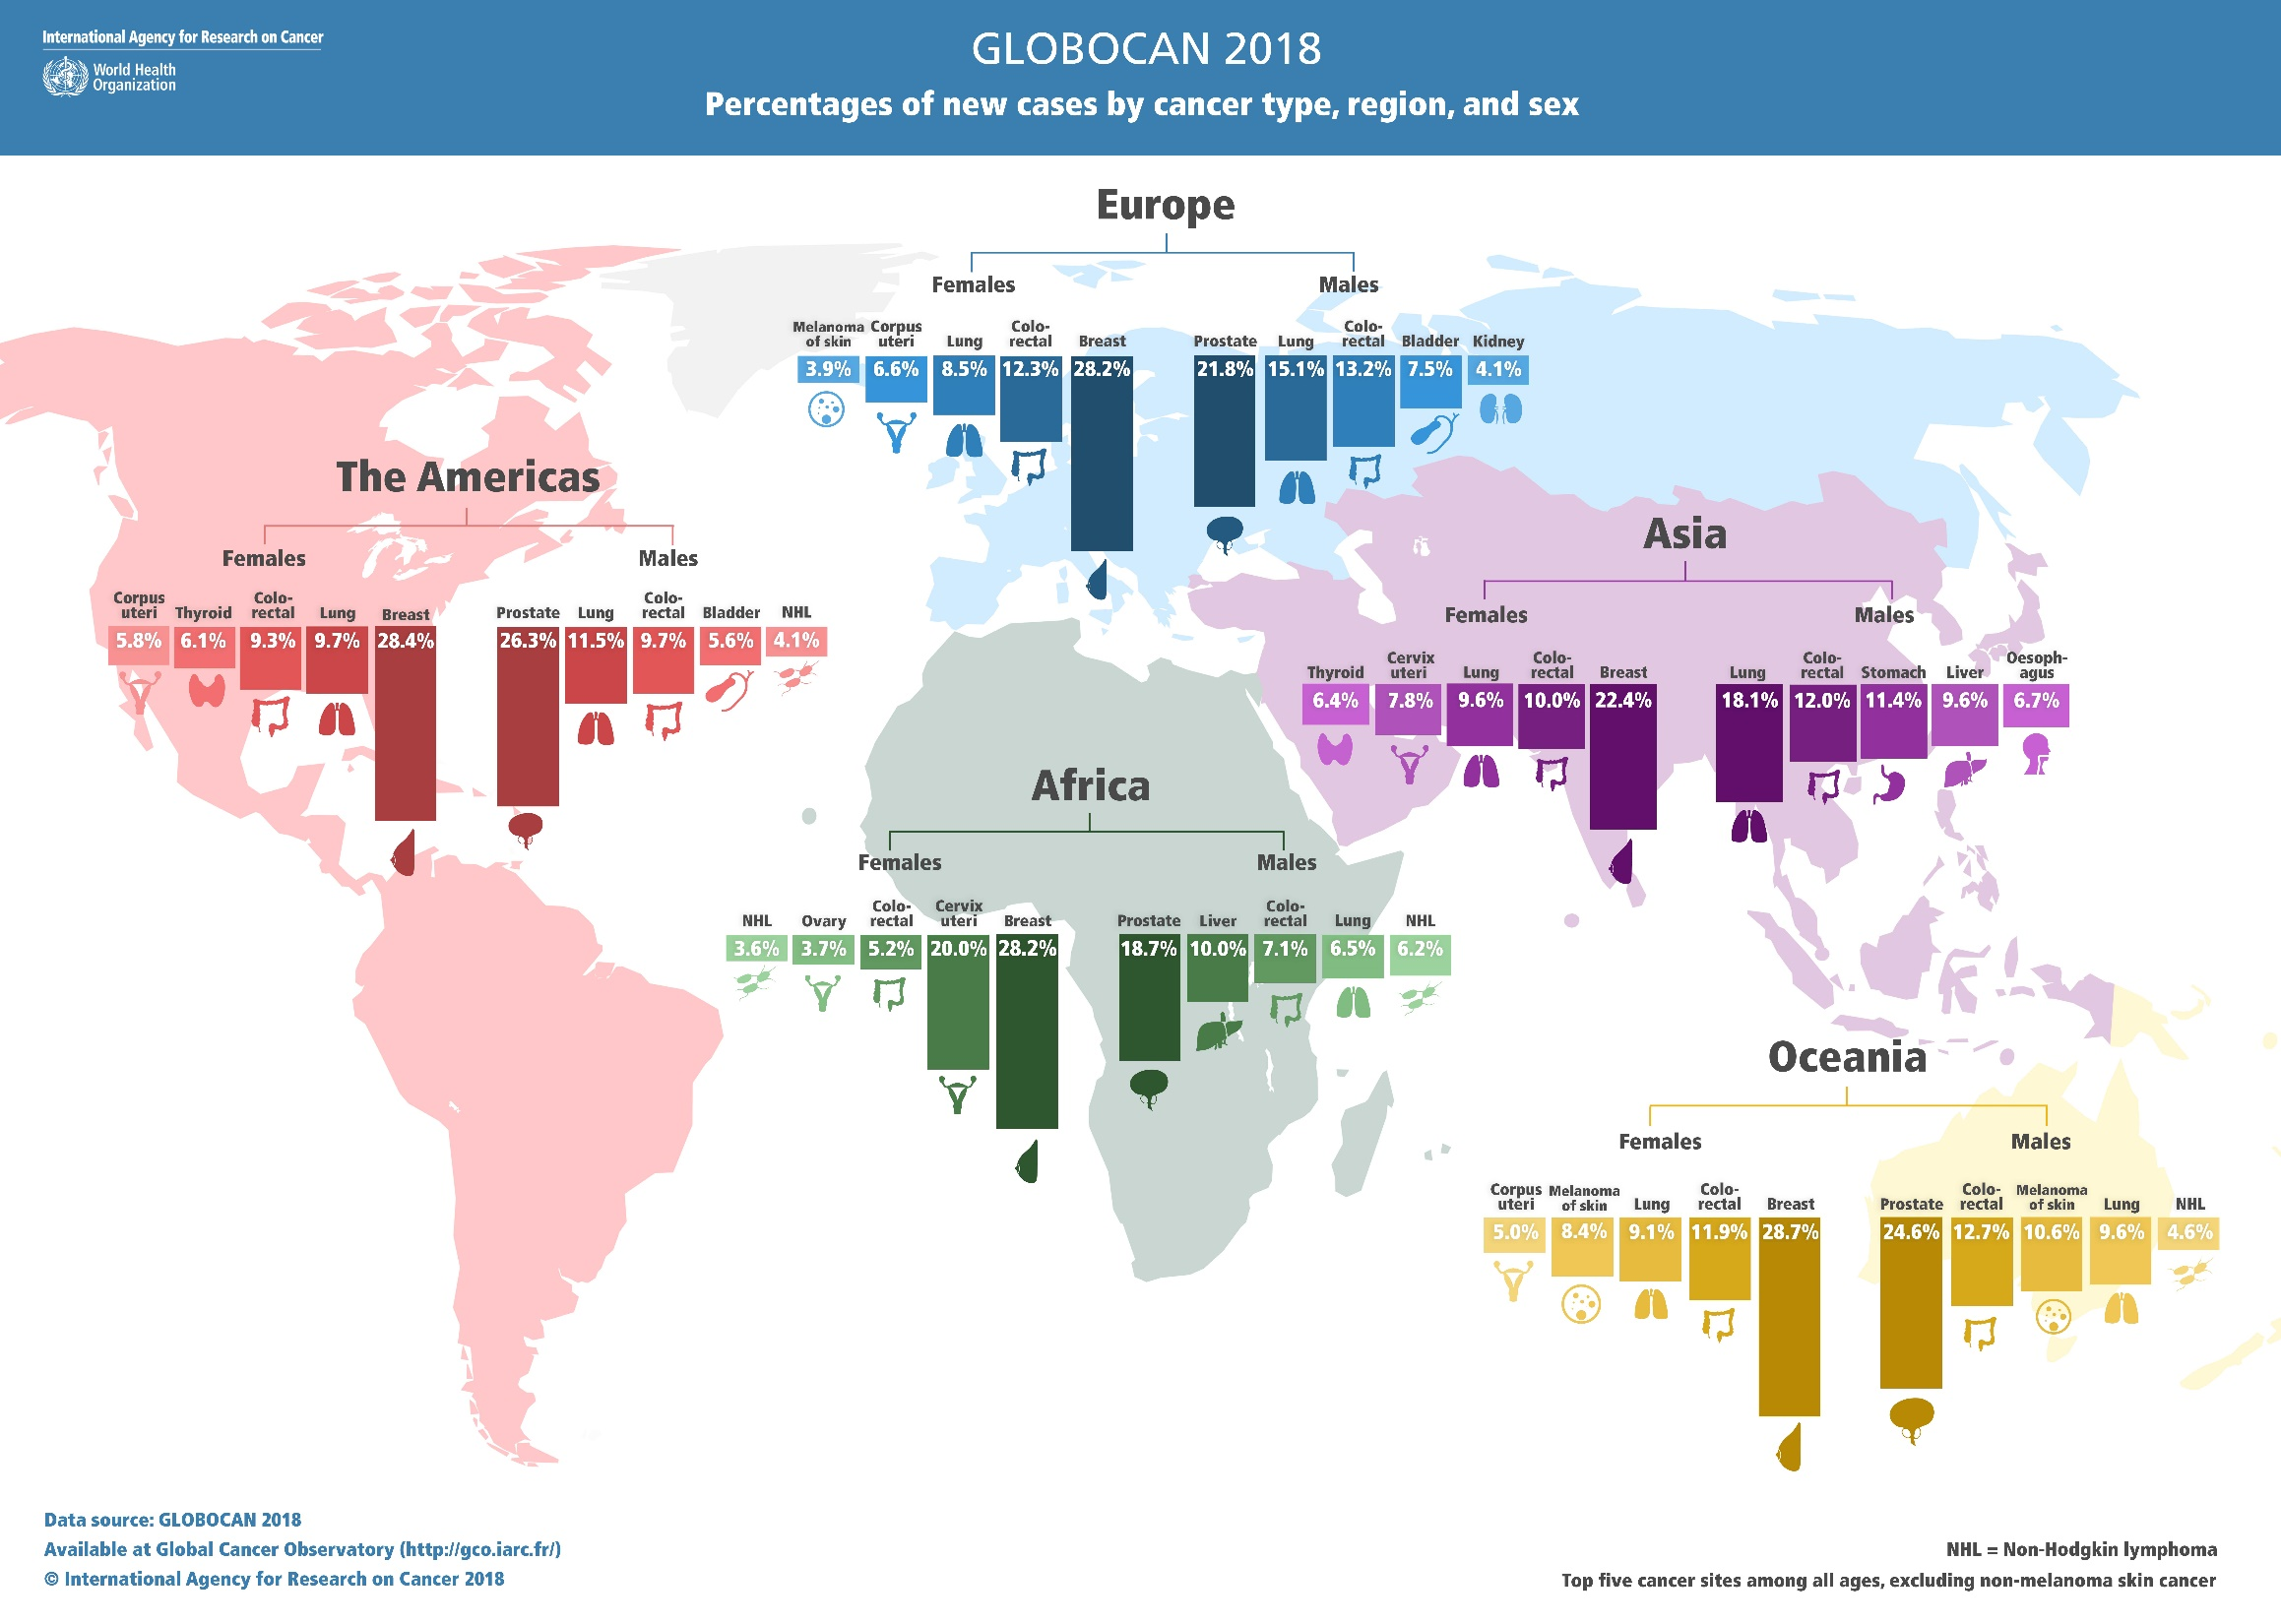 International Agency for Research on Cancer
World Health
Organization
GLOBOCAN 2018
Percentages of new cases by cancer type, region, and sex
Europe
Females
Males
Melanoma of skin
Corpus uteri
Lung
Colo-rectal
Breast
Prostate
Lung
Colo-rectal
Bladder
Kidney
3.9% 6.6% 8.5% 12.3% 28.2%
21.8% 15.1% 13.2% 7.5% 4.1%
The Americas
Females
Males
Corpus uteri
Thyroid
Colo-rectal
Lung
Breast
Prostate
Lung
Colo-rectal
Bladder
NHL
5.8% 6.1% 9.3% 9.7% 28.4%
26.3% 11.5% 9.7% 5.6% 4.1%
Asia
Females
Males
Thyroid
Cervix uteri
Lung
Colo-rectal
Breast
Lung
Colo-rectal
Stomach
Liver
Oesoph-agus
6.4% 7.8% 9.6% 10.0% 22.4%
18.1% 12.0% 11.4% 9.6% 6.7%
Africa
Females
Males
NHL
Ovary
Colo-rectal
Cervix uteri
Breast
Prostate
Liver
Colo-rectal
Lung
NHL
3.6% 3.7% 5.2% 20.0% 28.2%
18.7% 10.0% 7.1% 6.5% 6.2%
Oceania
Females
Males
Corpus uteri
Melanoma of skin
Lung
Colo-rectal
Breast
Prostate
Colo-rectal
Melanoma of skin
Lung
NHL
5.0% 8.4% 9.1% 11.9% 28.7%
24.6% 12.7% 10.6% 9.6% 4.6%
Data source: GLOBOCAN 2018
Available at Global Cancer Observatory (http://gco.iarc.fr/)
© International Agency for Research on Cancer 2018
NHL = Non-Hodgkin lymphoma
Top five cancer sites among all ages, excluding non-melanoma skin cancer